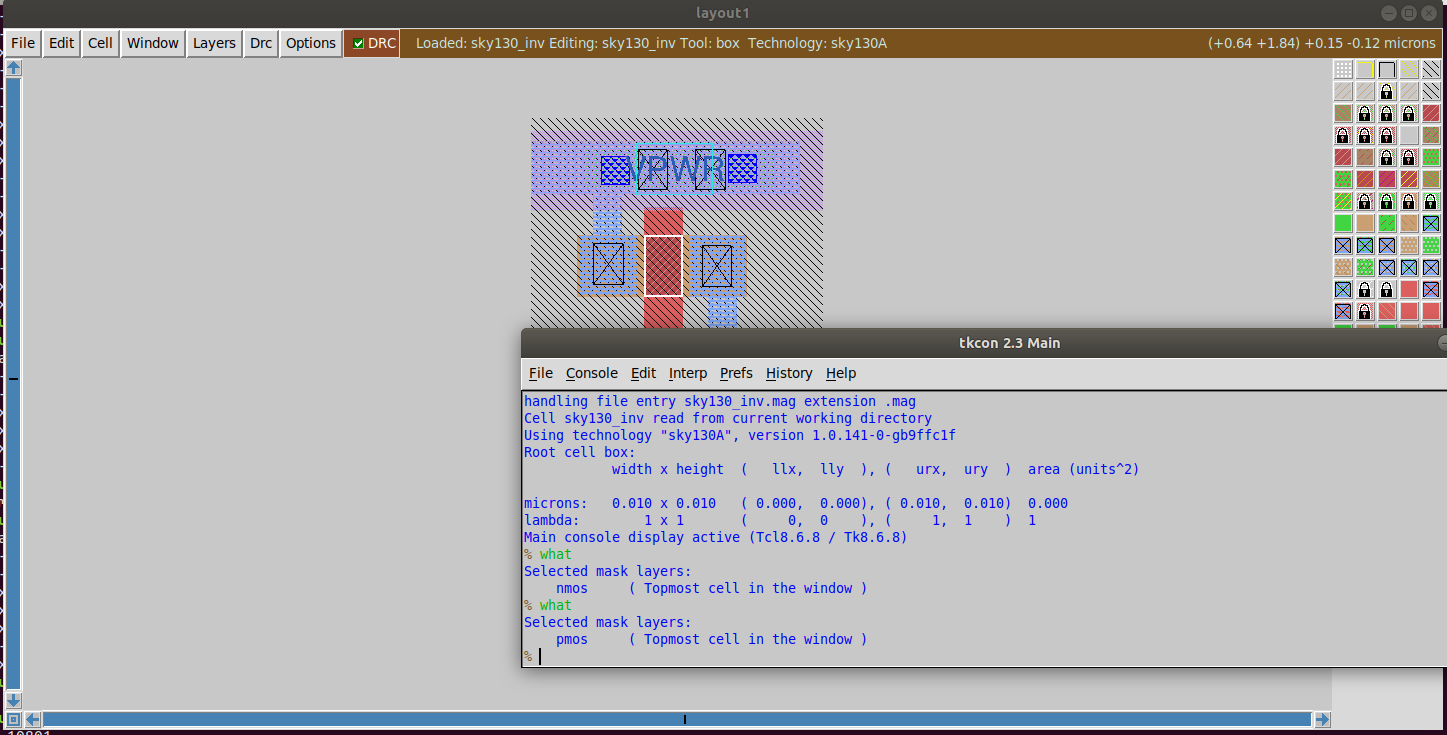 layout1
File Edit Cell Window Layers Drc Options DRC Loaded: sky130_inv Editing: sky130_inv Tool: box Technology: sky130A (+0.64 +1.84) +0.15 -0.12 microns
VPWR
tkcon 2.3 Main
File Console Edit Interp Prefs History Help
handling file entry sky130_inv.mag extension .mag
Cell sky130_inv read from current working directory
Using technology "sky130A", version 1.0.141-0-gb9ffc1f
Root cell box:
width x height ( llx, lly ), ( urx, ury ) area (units^2)
microns: 0.010 x 0.010 ( 0.000, 0.000), ( 0.010, 0.010) 0.000
lambda: 1 x 1 ( 0, 0 ), ( 1, 1 ) 1
Main console display active (Tcl8.6.8 / Tk8.6.8)
% what
Selected mask layers:
nmos ( Topmost cell in the window )
% what
Selected mask layers:
pmos ( Topmost cell in the window )
%